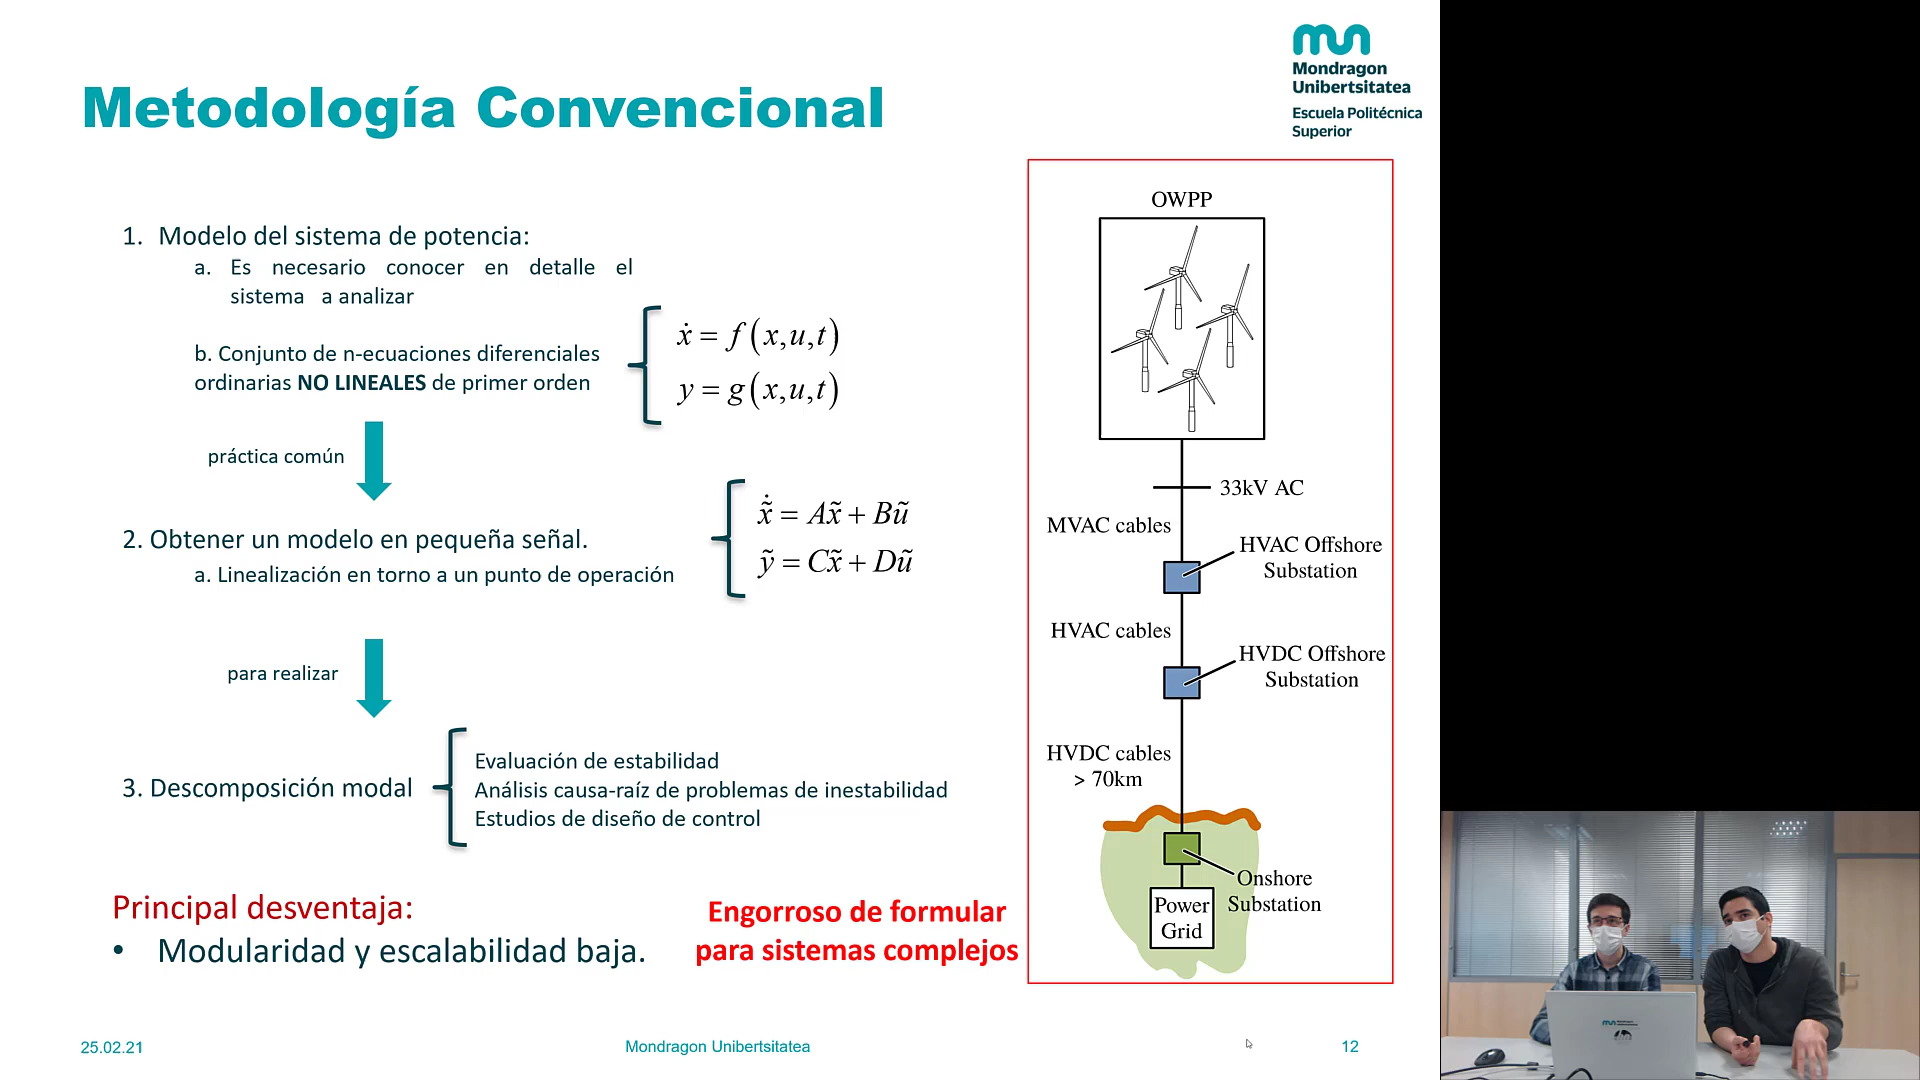 mun
Mondragon
Unibertsitatea
Escuela Politécnica
Superior
Metodología Convencional
1. Modelo del sistema de potencia:
a. Es necesario conocer en detalle el
sistema a analizar
b. Conjunto de n-ecuaciones diferenciales
ordinarias NO LINEALES de primer orden
ẋ = f(x,u,t)
y = g(x,u,t)
práctica común
2. Obtener un modelo en pequeña señal.
a. Linealización en torno a un punto de operación
x̃̇ = Ax̃ + Bũ
ỹ = Cx̃ + Dũ
para realizar
3. Descomposición modal
Evaluación de estabilidad
Análisis causa-raíz de problemas de inestabilidad
Estudios de diseño de control
Principal desventaja:
• Modularidad y escalabilidad baja.
Engorroso de formular
para sistemas complejos
OWPP
33kV AC
MVAC cables
HVAC Offshore
Substation
HVAC cables
HVDC Offshore
Substation
HVDC cables
> 70km
Onshore
Substation
Power
Grid
25.02.21
Mondragon Unibertsitatea
12